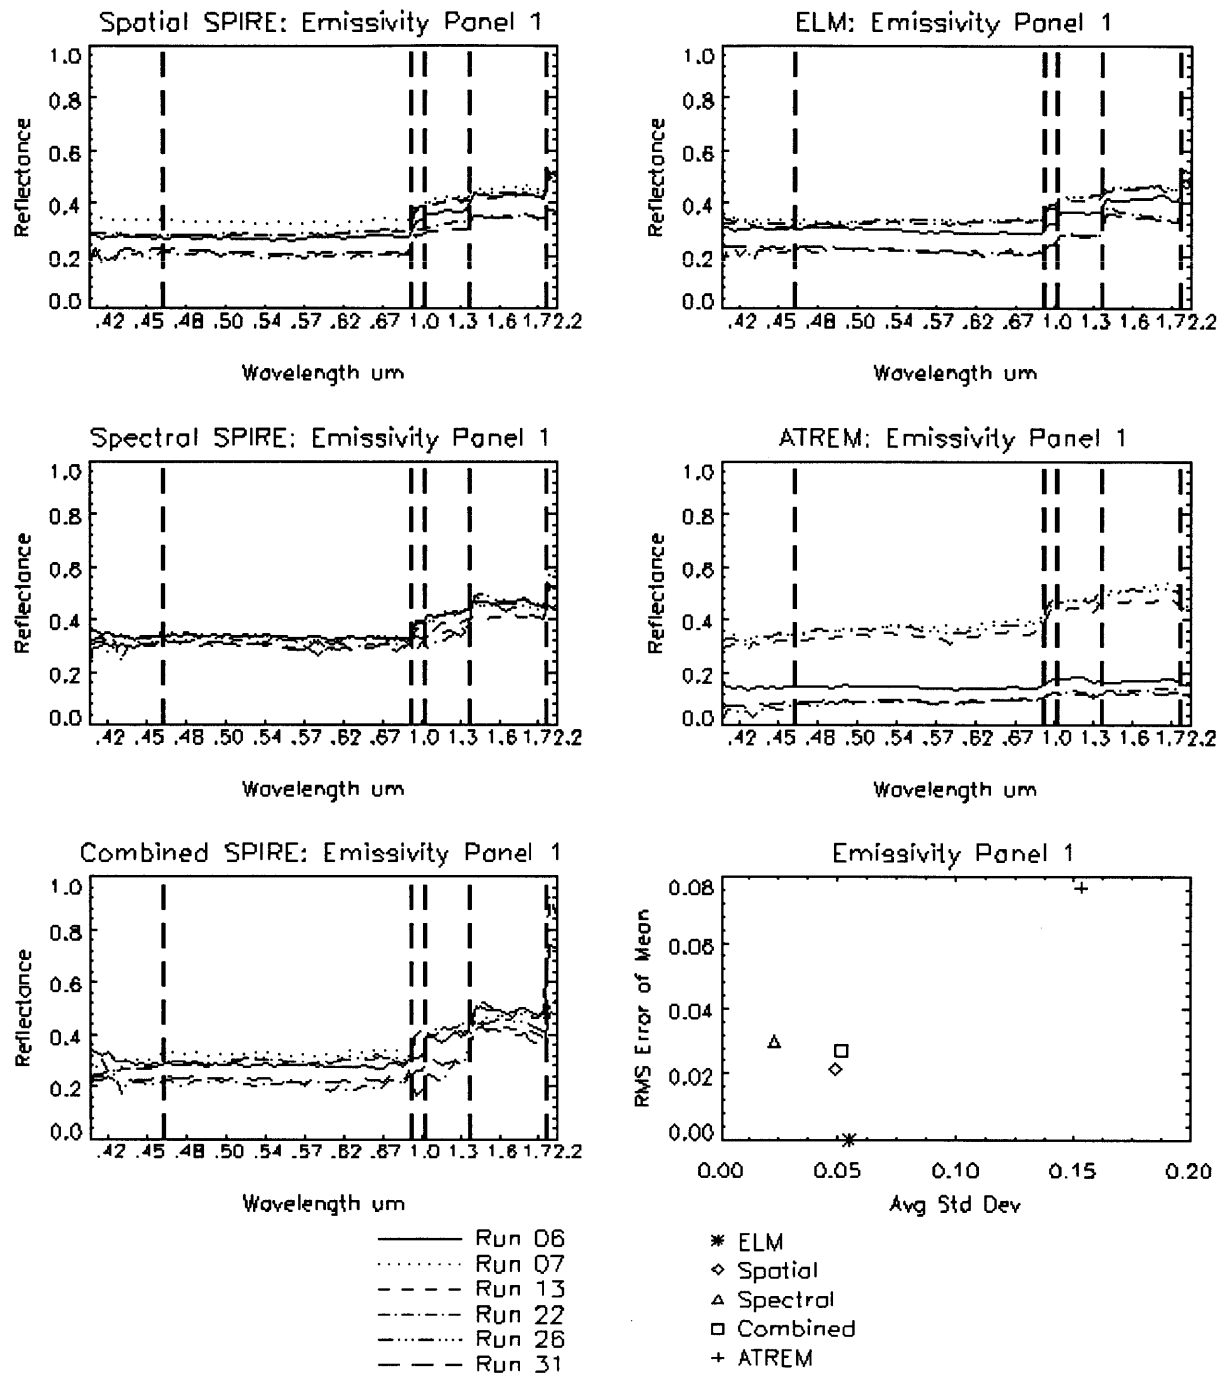 Spatial SPIRE: Emissivity Panel 1
1.0
0.8
0.6
0.4
0.2
0.0
Reflectance
.42 .45 .48 .50 .54 .57 .62 .67 1.0 1.3 1.6 1.72.2
Wavelength um
ELM: Emissivity Panel 1
1.0
0.8
0.6
0.4
0.2
0.0
Reflectance
.42 .45 .48 .50 .54 .57 .62 .67 1.0 1.3 1.6 1.72.2
Wavelength um
Spectral SPIRE: Emissivity Panel 1
1.0
0.8
0.6
0.4
0.2
0.0
Reflectance
.42 .45 .48 .50 .54 .57 .62 .67 1.0 1.3 1.6 1.72.2
Wavelength um
ATREM: Emissivity Panel 1
1.0
0.8
0.6
0.4
0.2
0.0
Reflectance
.42 .45 .48 .50 .54 .57 .62 .67 1.0 1.3 1.6 1.72.2
Wavelength um
Combined SPIRE: Emissivity Panel 1
1.0
0.8
0.6
0.4
0.2
0.0
Reflectance
.42 .45 .48 .50 .54 .57 .62 .67 1.0 1.3 1.6 1.72.2
Wavelength um
Run 06
Run 07
Run 13
Run 22
Run 26
Run 31
Emissivity Panel 1
0.08
0.06
0.04
0.02
0.00
RMS Error of Mean
0.00 0.05 0.10 0.15 0.20
Avg Std Dev
ELM
Spatial
Spectral
Combined
ATREM